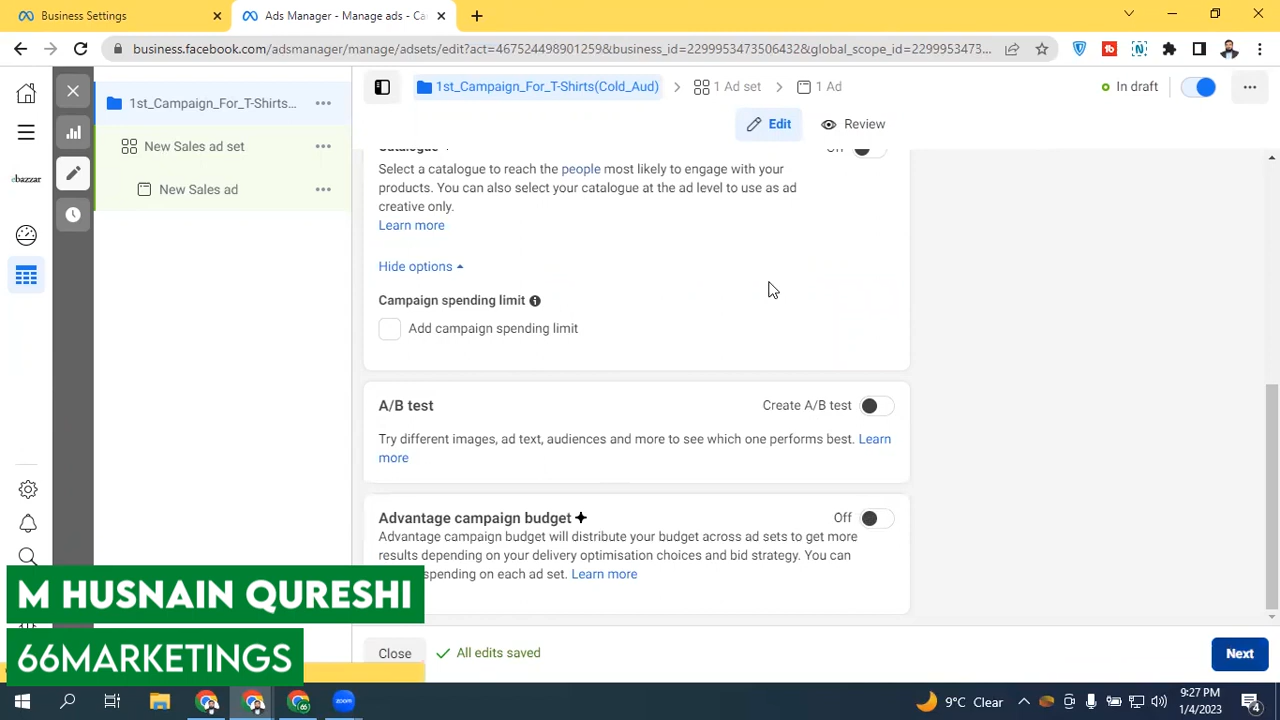 Business Settings
Ads Manager - Manage ads - Ca
business.facebook.com/adsmanager/manage/adsets/edit?act=467524498901259&business_id=2299953473506432&global_scope_id=2299953473...
1st_Campaign_For_T-Shirts...
New Sales ad set
New Sales ad
ebazzar
1st_Campaign_For_T-Shirts(Cold_Aud)
1 Ad set
1 Ad
In draft
Edit
Review
Catalogue
Off
Select a catalogue to reach the people most likely to engage with your
products. You can also select your catalogue at the ad level to use as ad
creative only.
Learn more
Hide options
Campaign spending limit
Add campaign spending limit
A/B test
Create A/B test
Try different images, ad text, audiences and more to see which one performs best. Learn
more
Advantage campaign budget
Off
Advantage campaign budget will distribute your budget across ad sets to get more
results depending on your delivery optimisation choices and bid strategy. You can
spending on each ad set. Learn more
M HUSNAIN QURESHI
66MARKETINGS
Close
All edits saved
Next
zoom
9°C Clear
9:27 PM
1/4/2023
4